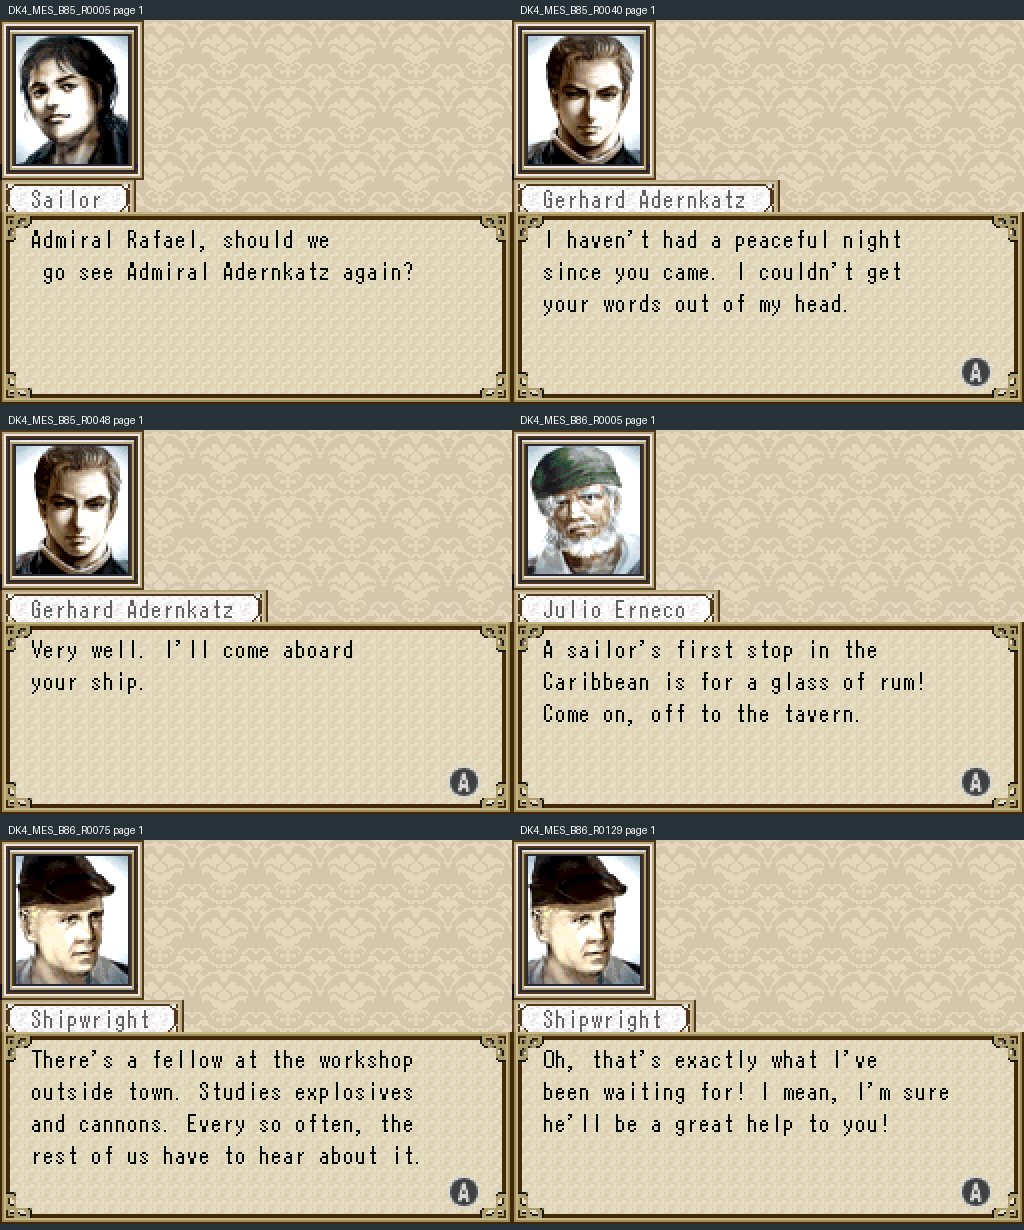 DK4_MES_B85_R0005 page 1
Sailor
Admiral Rafael, should we
go see Admiral Adernkatz again?
DK4_MES_B85_R0040 page 1
Gerhard Adernkatz
I haven't had a peaceful night
since you came. I couldn't get
your words out of my head.
A
DK4_MES_B85_R0048 page 1
Gerhard Adernkatz
Very well. I'll come aboard
your ship.
A
DK4_MES_B86_R0005 page 1
Julio Erneco
A sailor's first stop in the
Caribbean is for a glass of rum!
Come on, off to the tavern.
A
DK4_MES_B86_R0075 page 1
Shipwright
There's a fellow at the workshop
outside town. Studies explosives
and cannons. Every so often, the
rest of us have to hear about it.
A
DK4_MES_B86_R0129 page 1
Shipwright
Oh, that's exactly what I've
been waiting for! I mean, I'm sure
he'll be a great help to you!
A